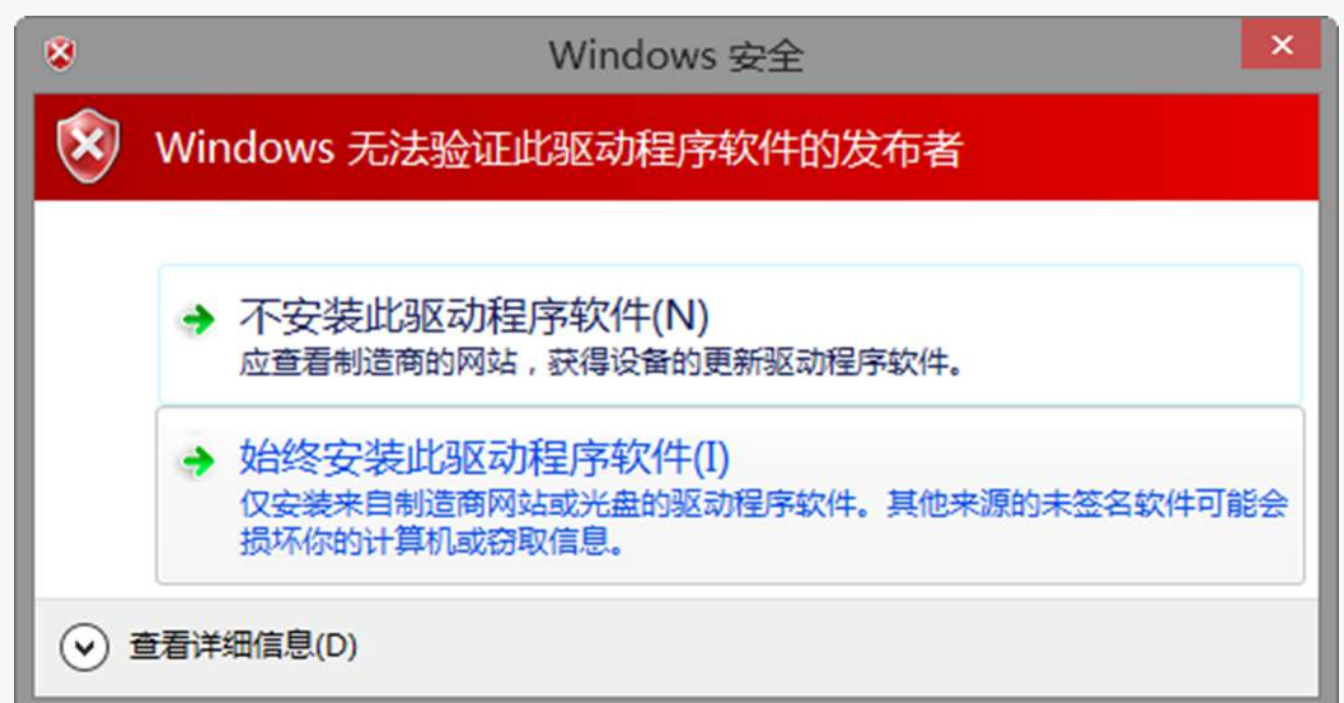 Windows 安全
Windows 无法验证此驱动程序软件的发布者
不安装此驱动程序软件(N)
应查看制造商的网站，获得设备的更新驱动程序软件。
始终安装此驱动程序软件(I)
仅安装来自制造商网站或光盘的驱动程序软件。其他来源的未签名软件可能会
损坏你的计算机或窃取信息。
查看详细信息(D)